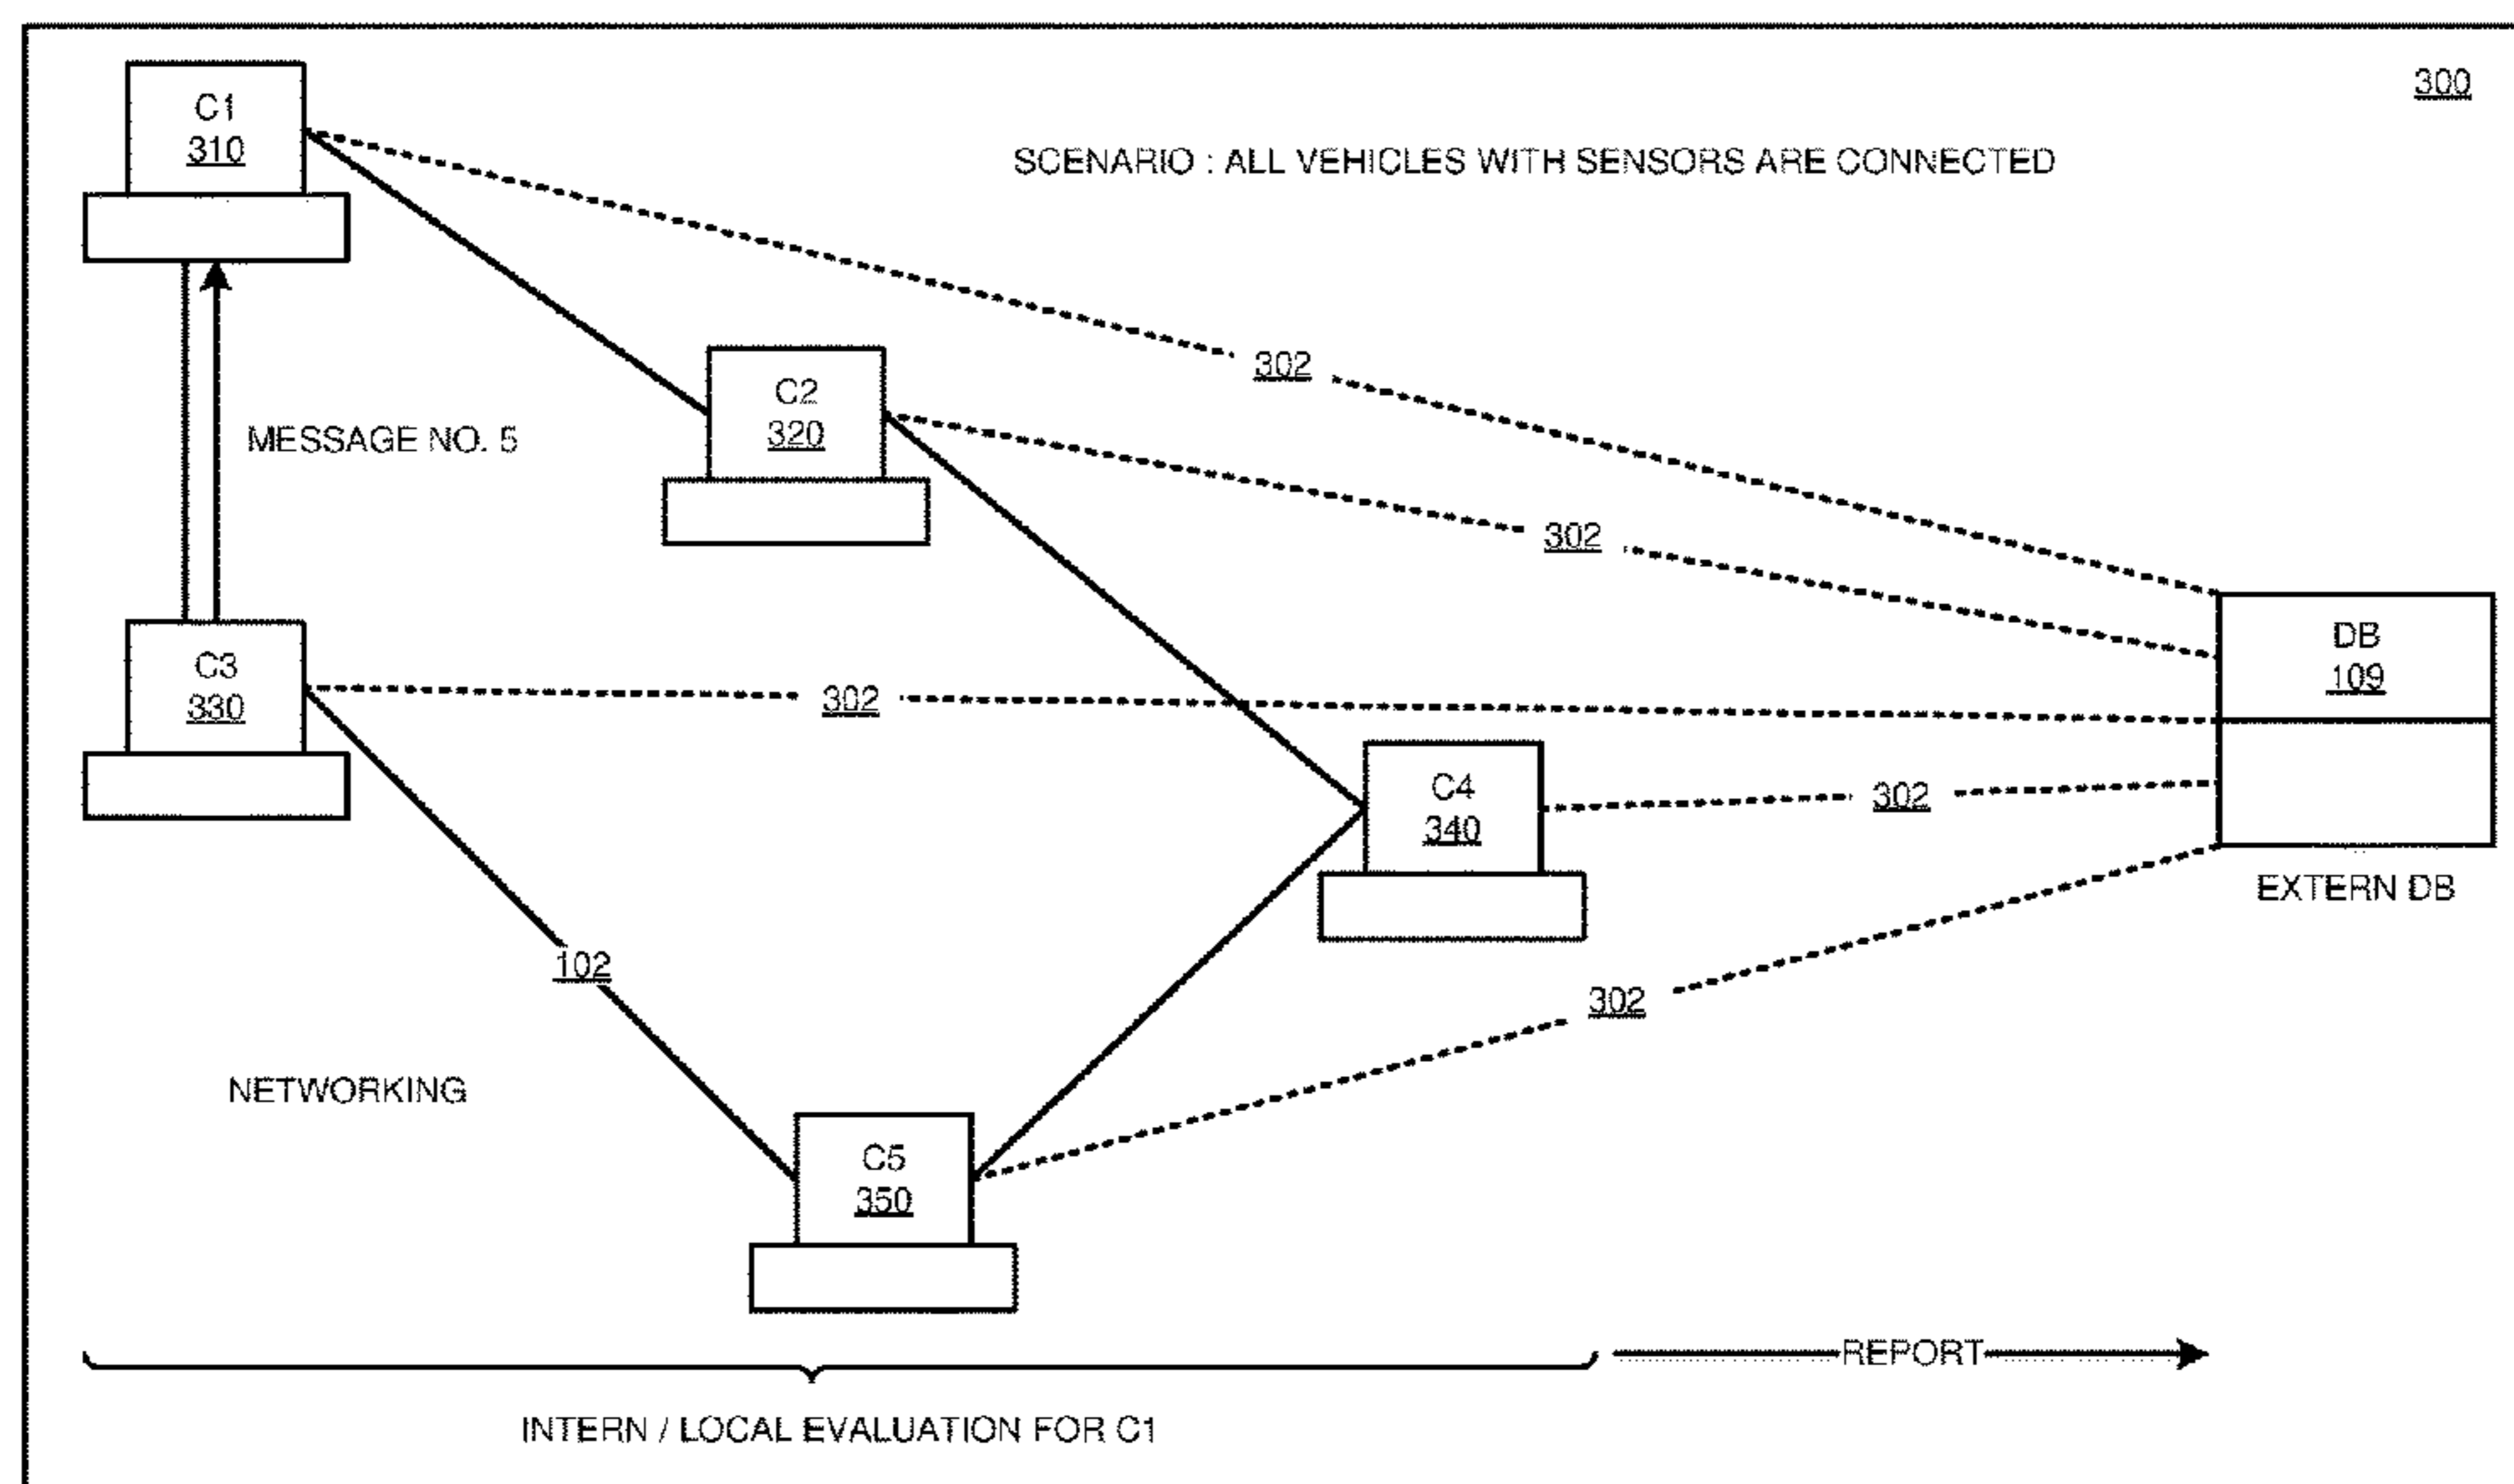 300
C1
310
SCENARIO : ALL VEHICLES WITH SENSORS ARE CONNECTED
302
C2
320
MESSAGE NO. 5
302
DB
109
C3
330
302
C4
340
302
EXTERN DB
102
302
NETWORKING
C5
350
REPORT
INTERN / LOCAL EVALUATION FOR C1